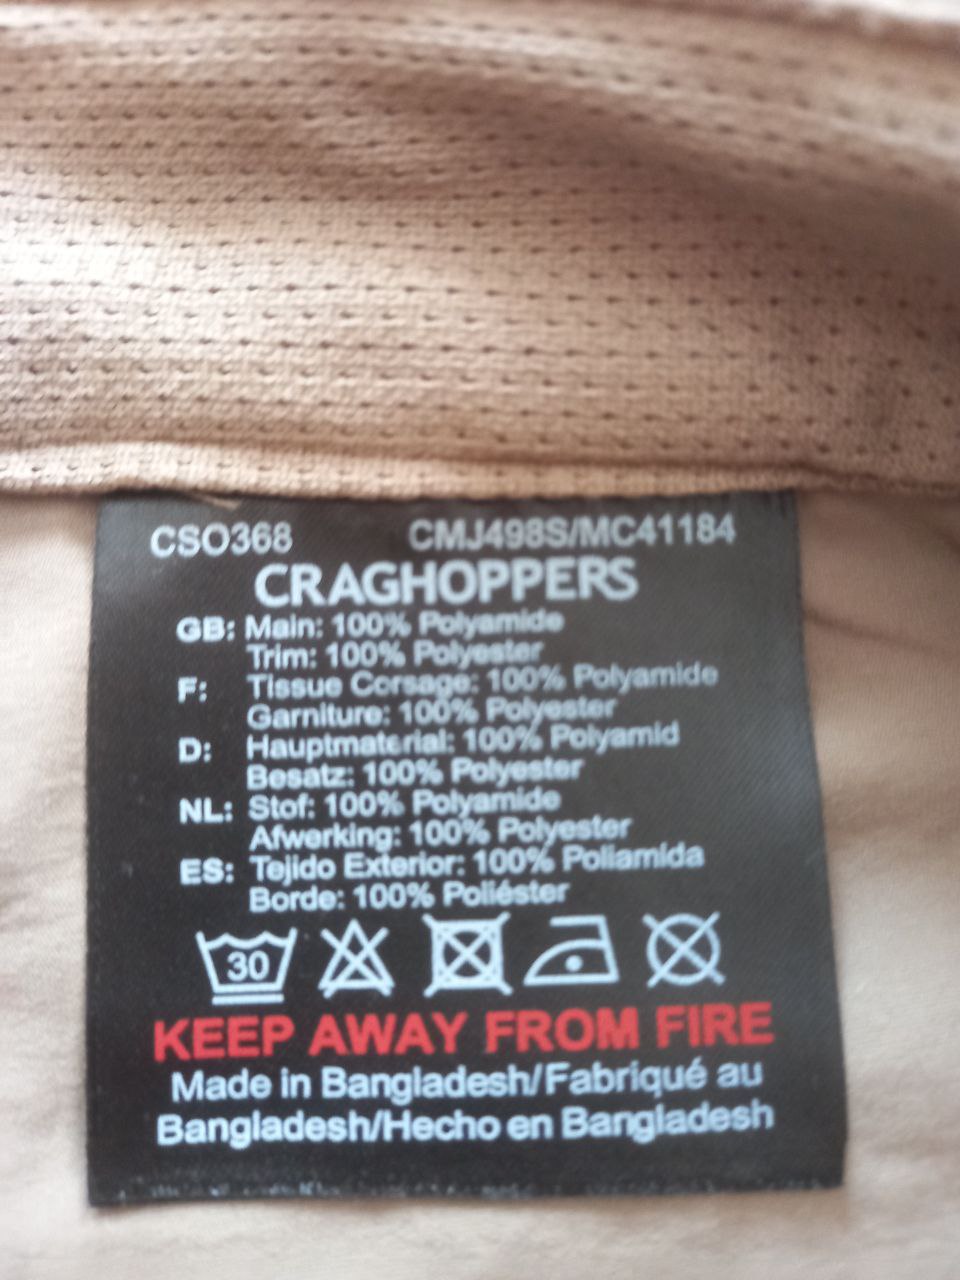 CSO368 CMJ498S/MC41184
CRAGHOPPERS
GB: Main: 100% Polyamide
Trim: 100% Polyester
F: Tissue Corsage: 100% Polyamide
Garniture: 100% Polyester
D: Hauptmaterial: 100% Polyamid
Besatz: 100% Polyester
NL: Stof: 100% Polyamide
Afwerking: 100% Polyester
ES: Tejido Exterior: 100% Poliamida
Borde: 100% Poliéster
30
KEEP AWAY FROM FIRE
Made in Bangladesh/Fabriqué au
Bangladesh/Hecho en Bangladesh